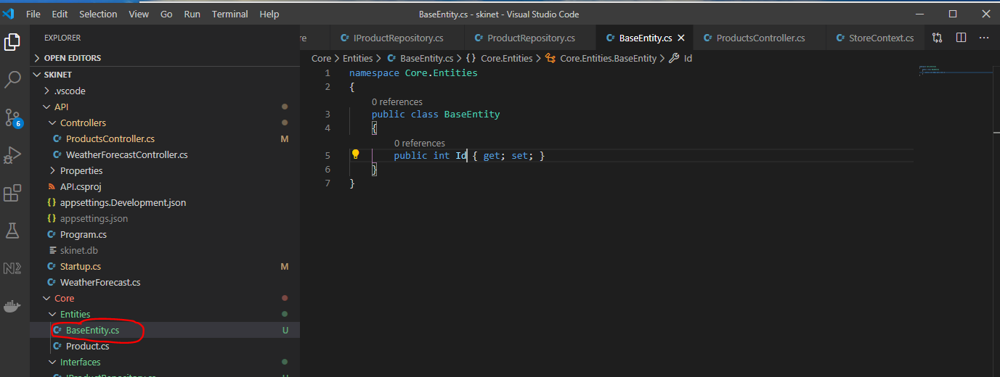 File Edit Selection View Go Run Terminal Help BaseEntity.cs - skinet - Visual Studio Code
EXPLORER
re IProductRepository.cs ProductRepository.cs BaseEntity.cs ProductsController.cs StoreContext.cs
OPEN EDITORS
Core > Entities > BaseEntity.cs > {} Core.Entities > Core.Entities.BaseEntity > Id
SKINET
.vscode
API
Controllers
ProductsController.cs M
WeatherForecastController.cs
Properties
API.csproj
{} appsettings.Development.json
{} appsettings.json
Program.cs
skinet.db
Startup.cs M
WeatherForecast.cs
Core
Entities
BaseEntity.cs U
Product.cs
Interfaces
6
1 namespace Core.Entities
2 {
0 references
3 public class BaseEntity
4 {
0 references
5 public int Id { get; set; }
6 }
7 }